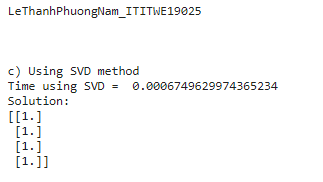 LeThanhPhuongNam_ITITWE19025
c) Using SVD method
Time using SVD =  0.0006749629974365234
Solution:
[[1.]
 [1.]
 [1.]
 [1.]]